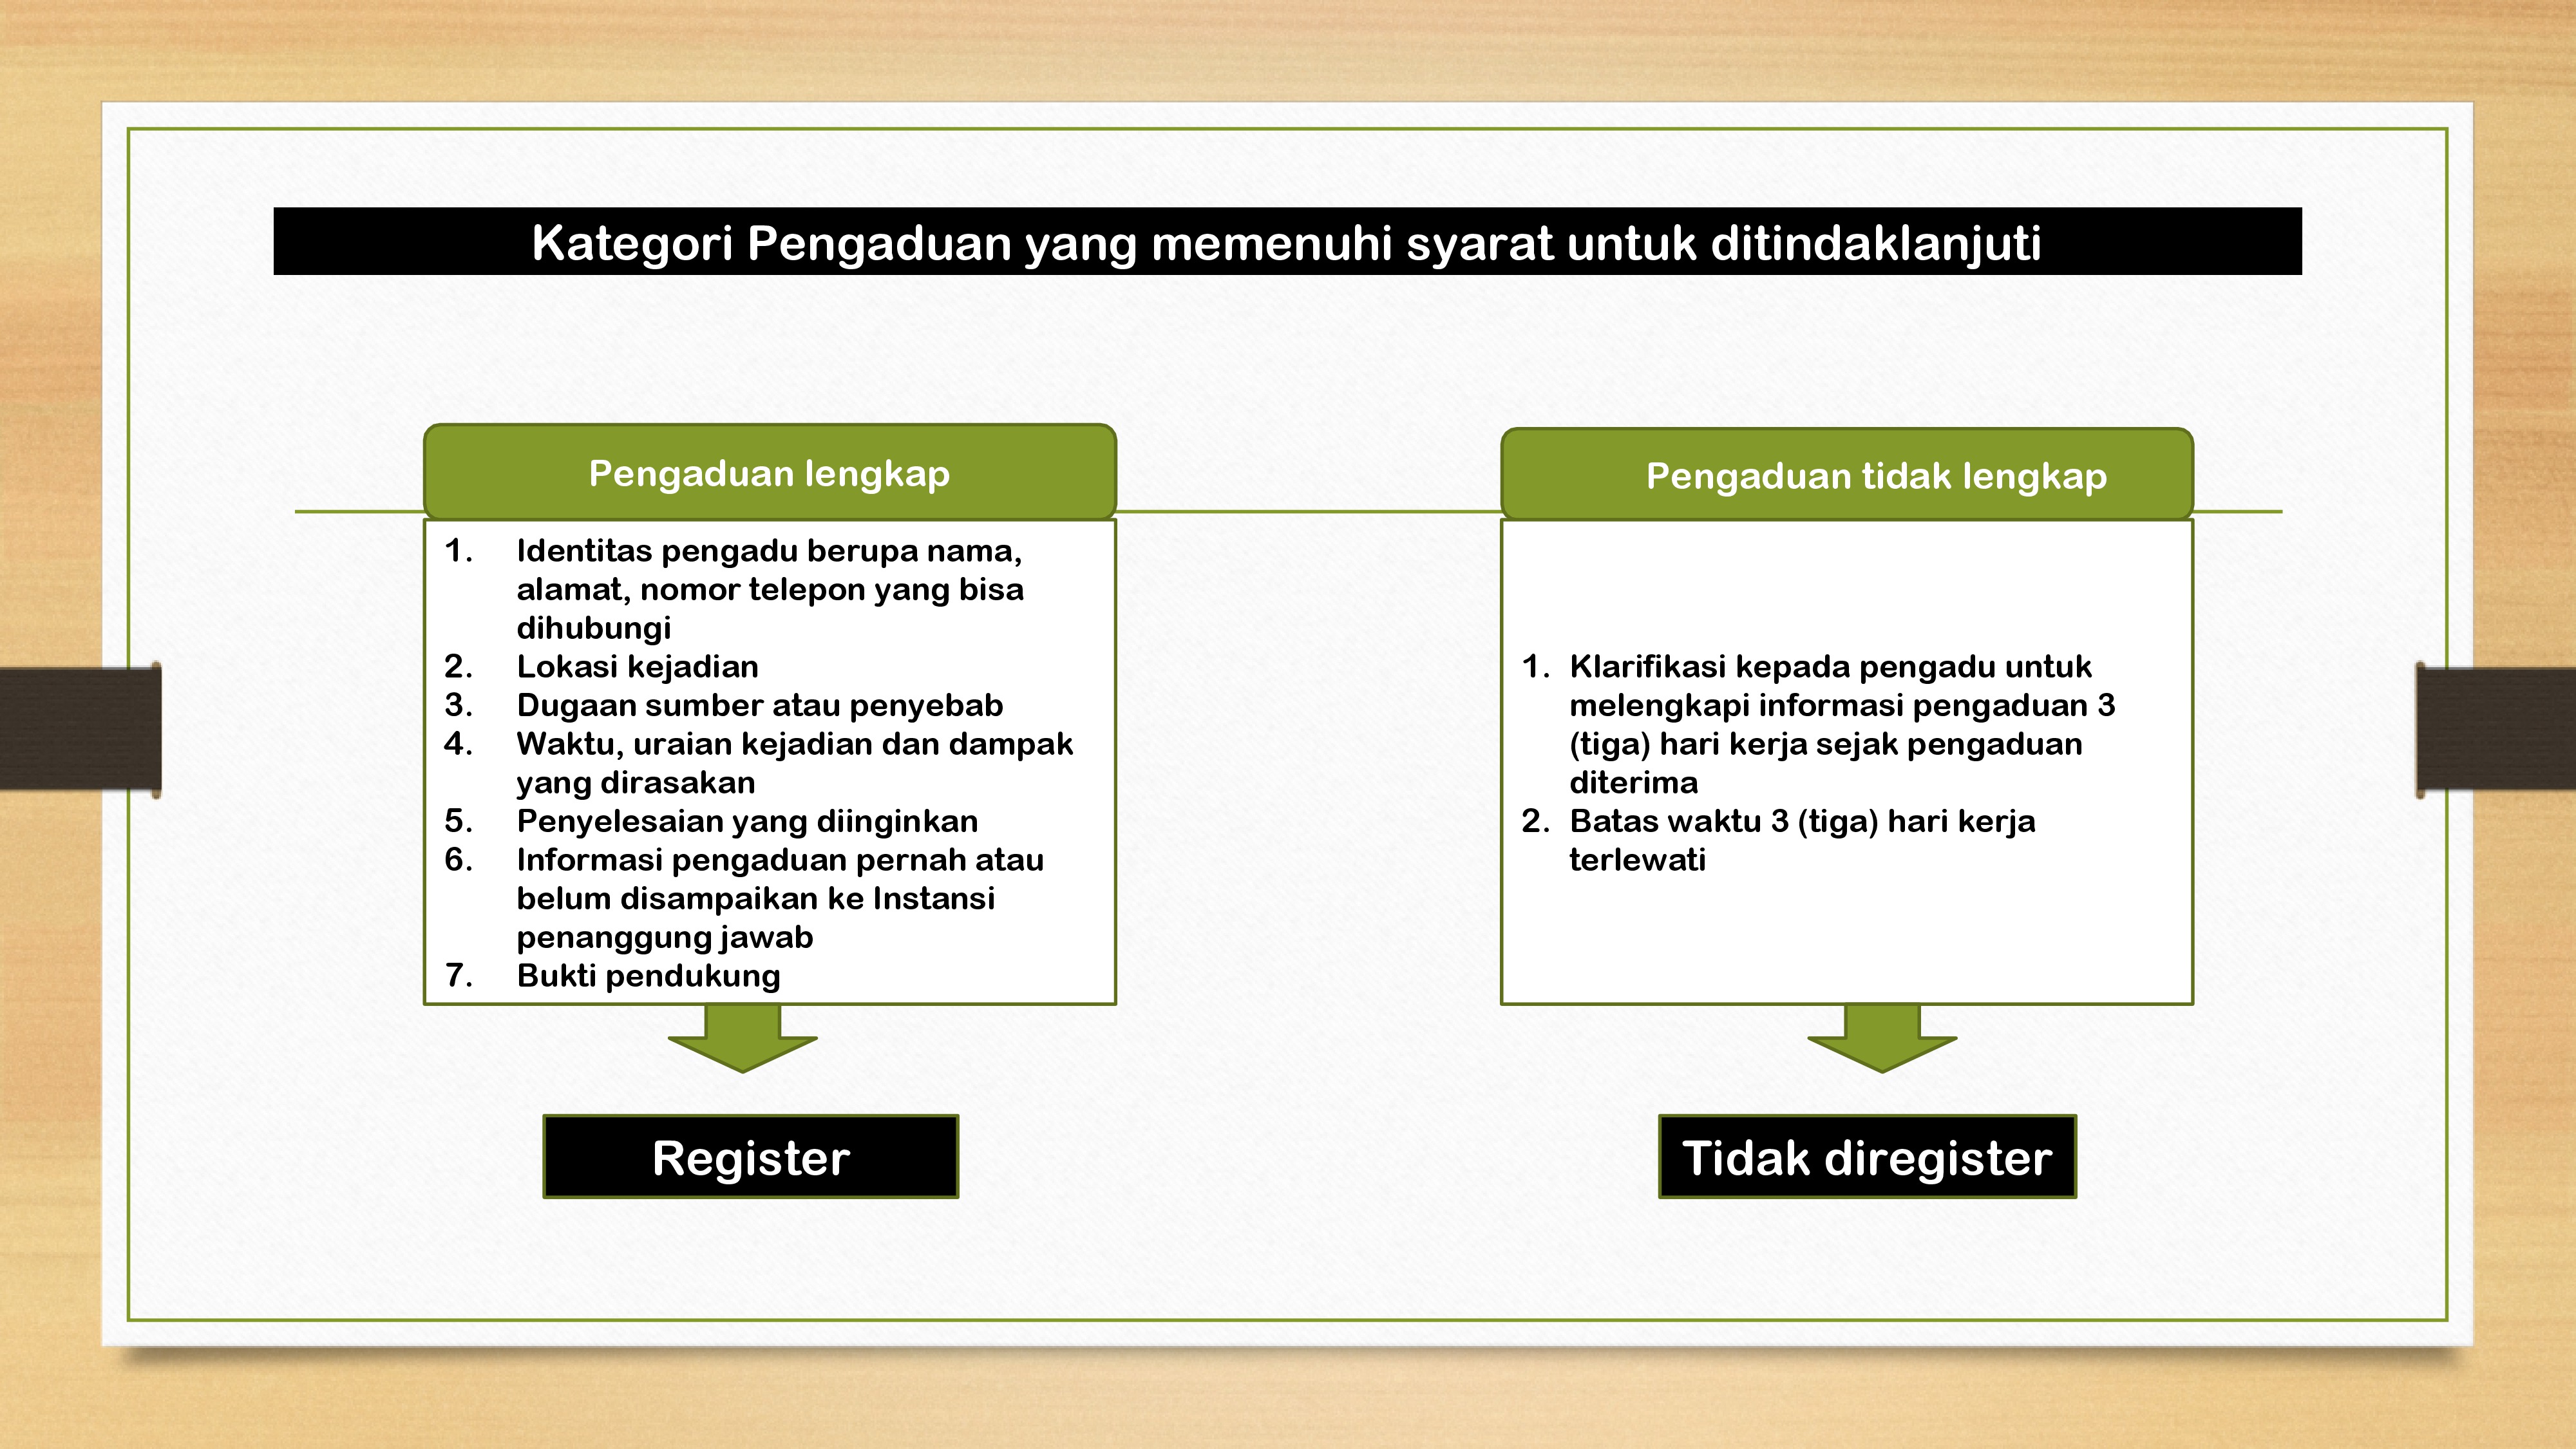 Kategori Pengaduan yang memenuhi syarat untuk ditindaklanjuti
Pengaduan lengkap
1. Identitas pengadu berupa nama,
alamat, nomor telepon yang bisa
dihubungi
2. Lokasi kejadian
3. Dugaan sumber atau penyebab
4. Waktu, uraian kejadian dan dampak
yang dirasakan
5. Penyelesaian yang diinginkan
6. Informasi pengaduan pernah atau
belum disampaikan ke Instansi
penanggung jawab
7. Bukti pendukung
Register
Pengaduan tidak lengkap
1. Klarifikasi kepada pengadu untuk
melengkapi informasi pengaduan 3
(tiga) hari kerja sejak pengaduan
diterima
2. Batas waktu 3 (tiga) hari kerja
terlewati
Tidak diregister